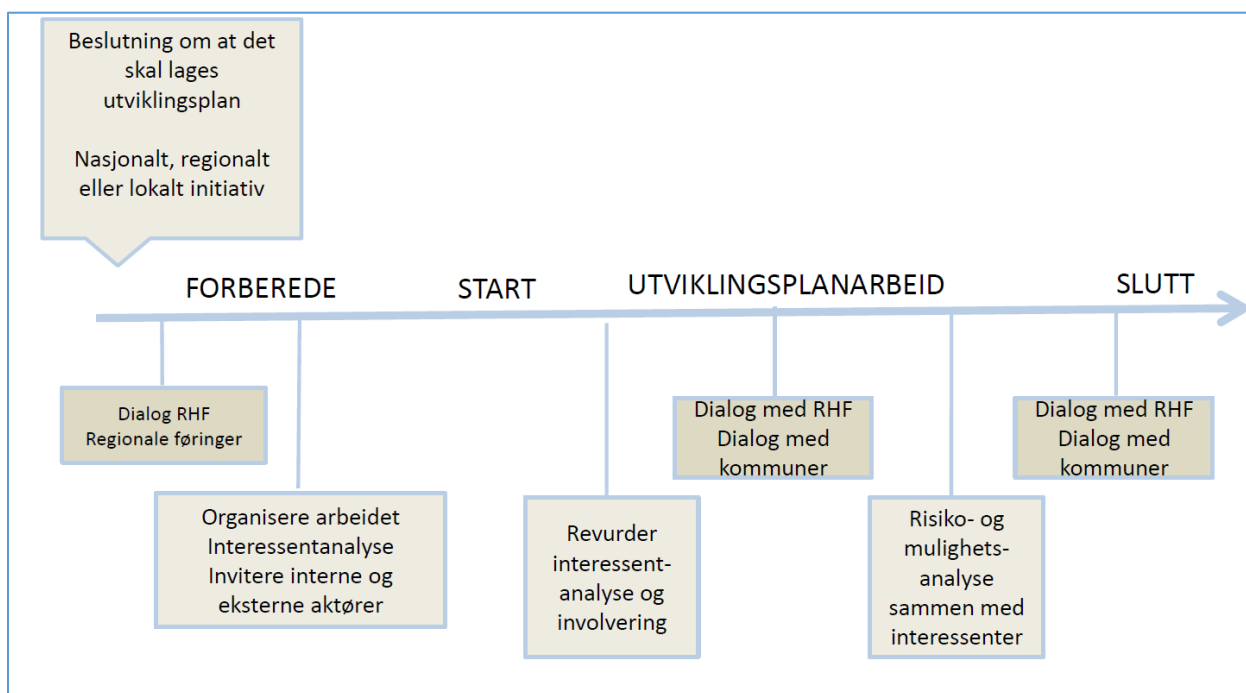 Beslutning om at det
skal lages
utviklingsplan
Nasjonalt, regionalt
eller lokalt initiativ
FORBEREDE
START
UTVIKLINGSPLANARBEID
SLUTT
Dialog RHF
Regionale føringer
Organisere arbeidet
Interessentanalyse
Invitere interne og
eksterne aktører
Revurder
interessent-
analyse og
involvering
Dialog med RHF
Dialog med
kommuner
Risiko- og
mulighets-
analyse
sammen med
interessenter
Dialog med RHF
Dialog med
kommuner